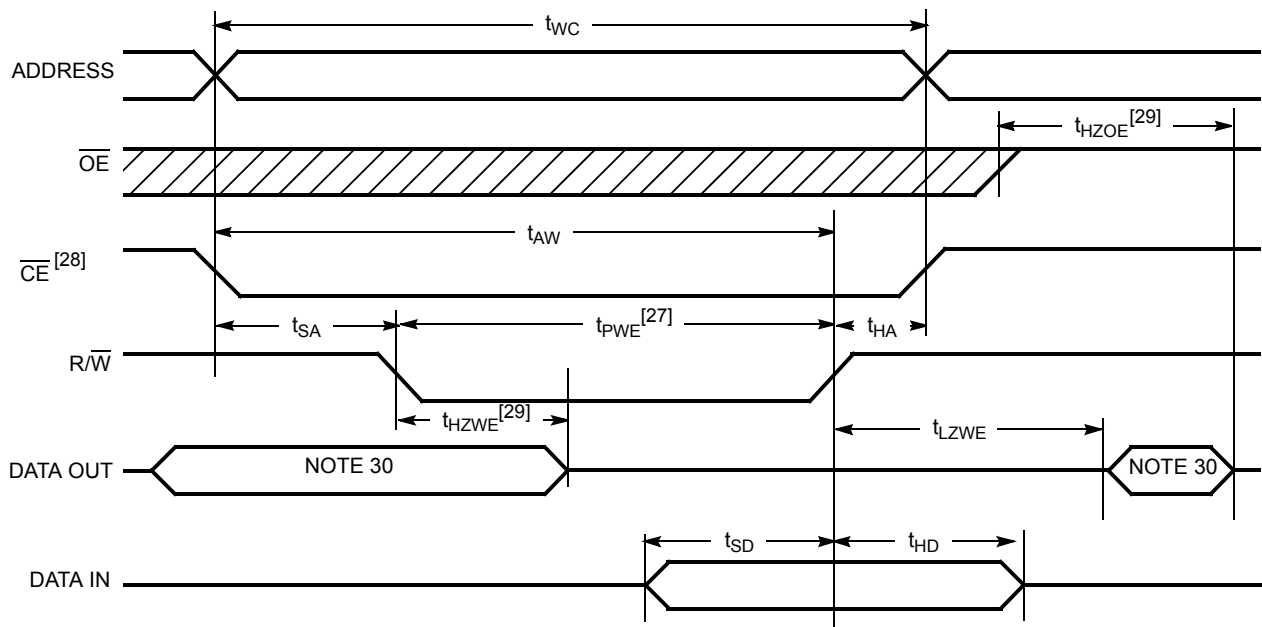 tWC
ADDRESS
tHZOE[29]
OE
tAW
CE[28]
tSA
tPWE[27]
tHA
R/W
tHZWE[29]
tLZWE
DATA OUT
NOTE 30
NOTE 30
tSD
tHD
DATA IN